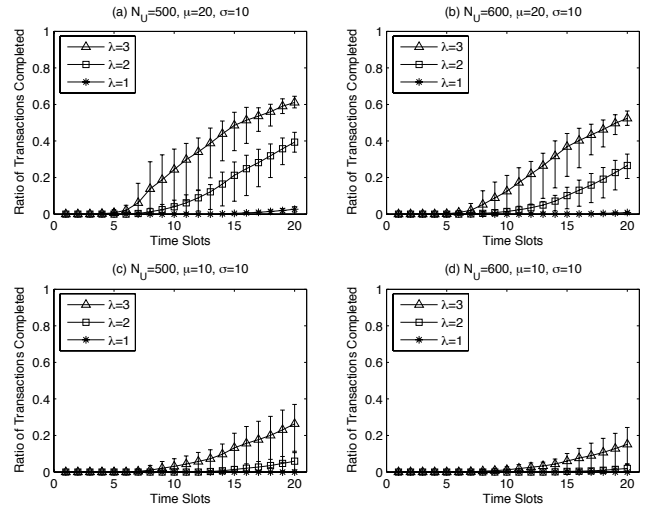 (a) N_U=500, μ=20, σ=10
1
0.8
0.6
0.4
0.2
0
Ratio of Transactions Completed
λ=3
λ=2
λ=1
0 5 10 15 20
Time Slots
(b) N_U=600, μ=20, σ=10
1
0.8
0.6
0.4
0.2
0
Ratio of Transactions Completed
λ=3
λ=2
λ=1
0 5 10 15 20
Time Slots
(c) N_U=500, μ=10, σ=10
1
0.8
0.6
0.4
0.2
0
Ratio of Transactions Completed
λ=3
λ=2
λ=1
0 5 10 15 20
Time Slots
(d) N_U=600, μ=10, σ=10
1
0.8
0.6
0.4
0.2
0
Ratio of Transactions Completed
λ=3
λ=2
λ=1
0 5 10 15 20
Time Slots